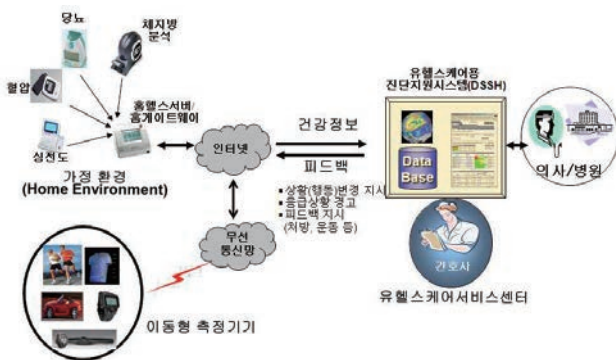 당뇨
체지방
분석
혈압
심전도
홈헬스서버/
홈게이트웨이
가정 환경
(Home Environment)
인터넷
건강정보
피드백
▪ 상황(행동)변경 지시
▪ 응급상황 경고
▪ 피드백 지시
(처방, 운동 등)
무선
통신망
이동형 측정기기
유헬스케어용
진단지원시스템(DSSH)
Data
Base
의사/병원
간호사
유헬스케어서비스센터